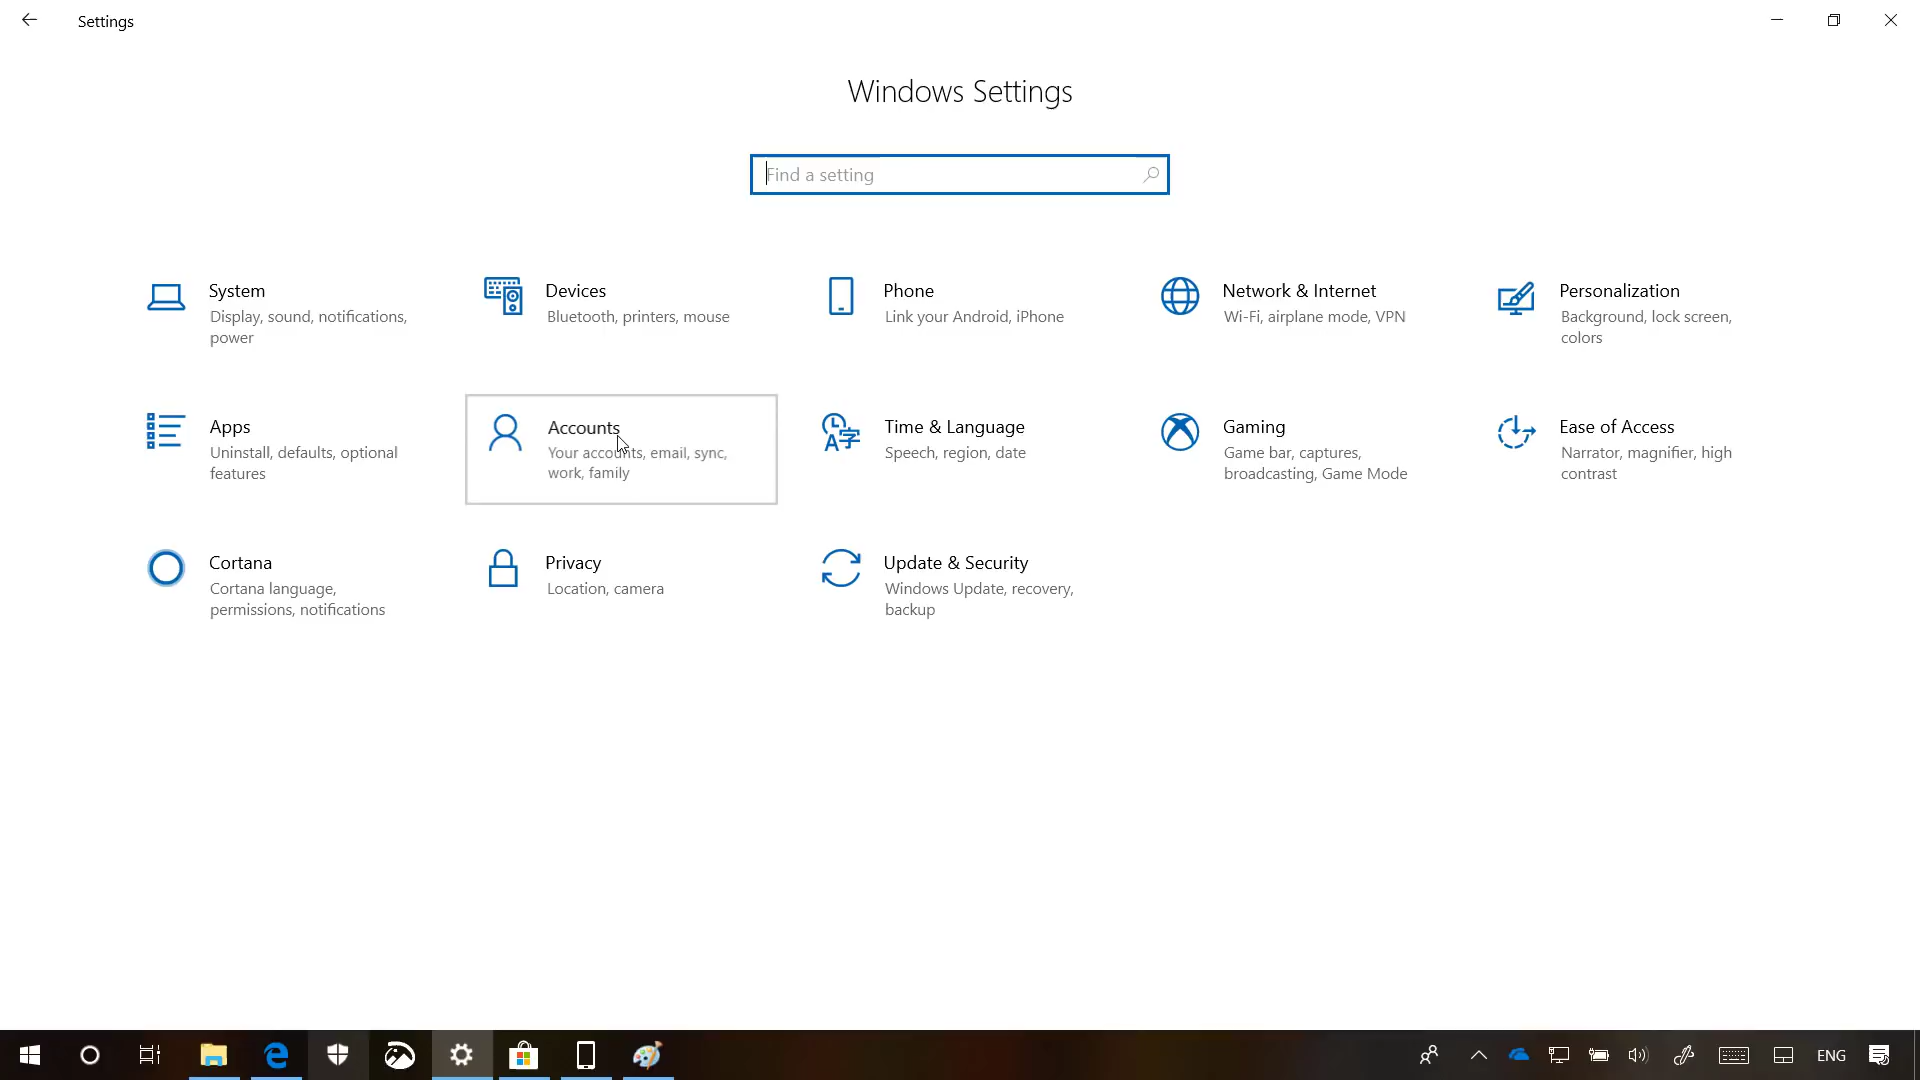 Settings
Windows Settings
Find a setting
System
Display, sound, notifications,
power
Devices
Bluetooth, printers, mouse
Phone
Link your Android, iPhone
Network & Internet
Wi-Fi, airplane mode, VPN
Personalization
Background, lock screen,
colors
Apps
Uninstall, defaults, optional
features
Accounts
Your accounts, email, sync,
work, family
Time & Language
Speech, region, date
Gaming
Game bar, captures,
broadcasting, Game Mode
Ease of Access
Narrator, magnifier, high
contrast
Cortana
Cortana language,
permissions, notifications
Privacy
Location, camera
Update & Security
Windows Update, recovery,
backup
ENG